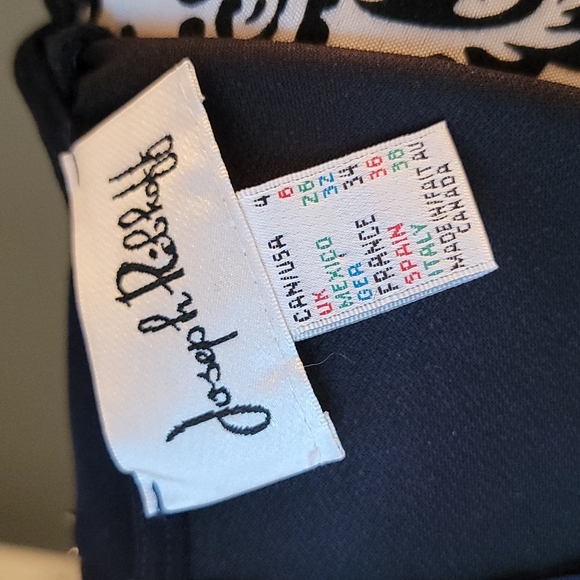 Joseph Ribkoff
CAN/USA 4
UK 6
MEXICO 26
GER 32
FRANCE 34
SPAIN 36
ITALY 38
MADE IN/FAIT AU
CANADA